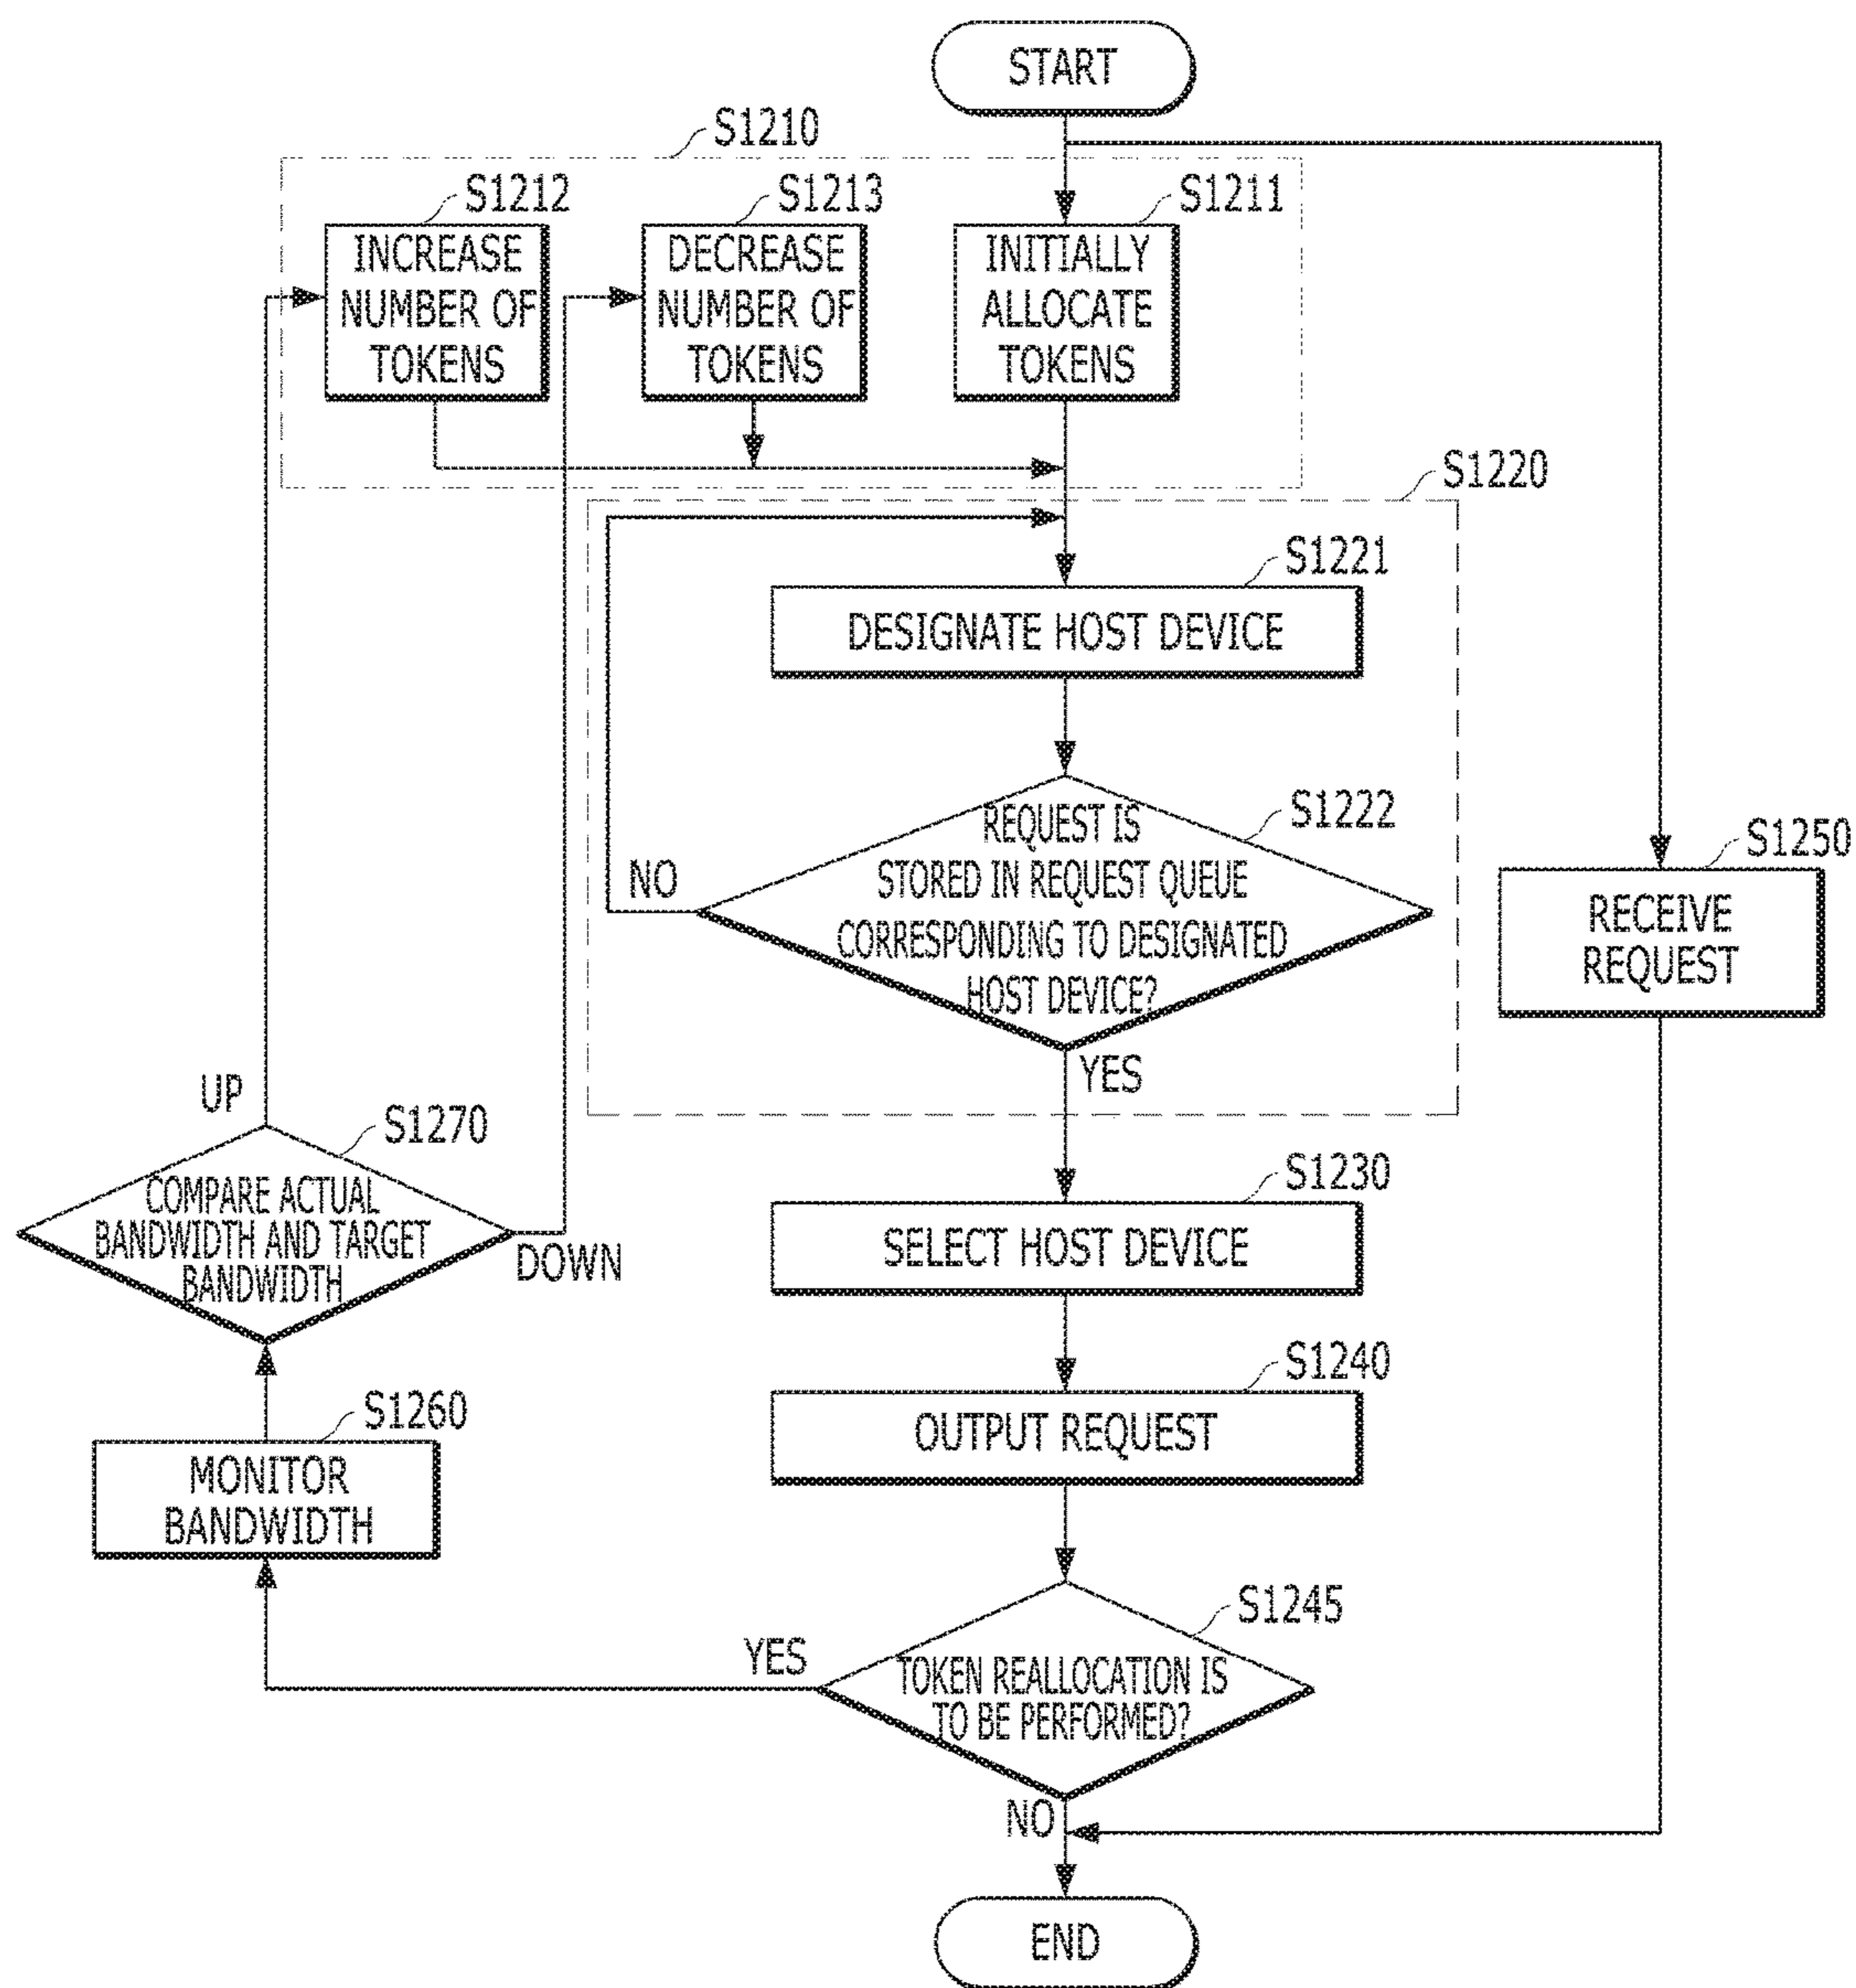 START
S1210
S1212
S1213
S1211
INCREASE
NUMBER OF
TOKENS
DECREASE
NUMBER OF
TOKENS
INITIALLY
ALLOCATE
TOKENS
S1220
S1221
DESIGNATE HOST DEVICE
S1222
REQUEST IS
STORED IN REQUEST QUEUE
CORRESPONDING TO DESIGNATED
HOST DEVICE?
NO
YES
S1250
RECEIVE
REQUEST
UP
S1270
COMPARE ACTUAL
BANDWIDTH AND TARGET
BANDWIDTH
DOWN
S1230
SELECT HOST DEVICE
S1240
OUTPUT REQUEST
S1260
MONITOR
BANDWIDTH
S1245
TOKEN REALLOCATION IS
TO BE PERFORMED?
YES
NO
END